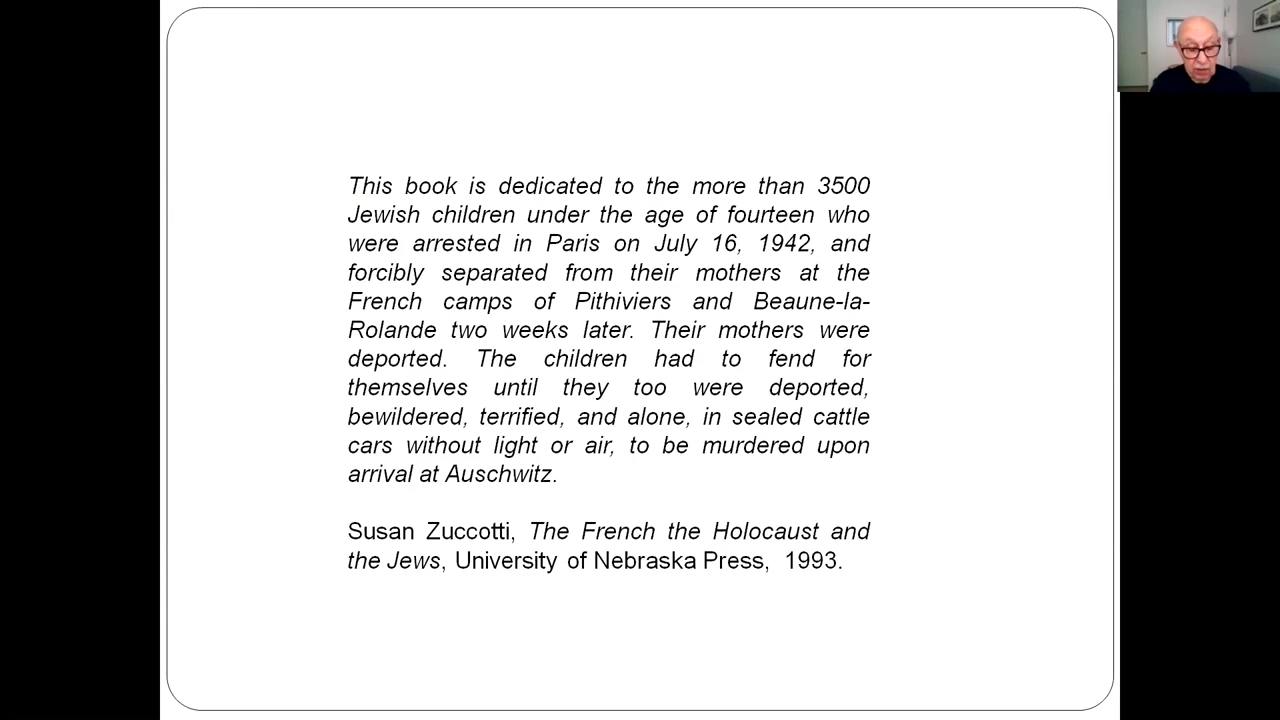 This book is dedicated to the more than 3500
Jewish children under the age of fourteen who
were arrested in Paris on July 16, 1942, and
forcibly separated from their mothers at the
French camps of Pithiviers and Beaune-la-
Rolande two weeks later. Their mothers were
deported. The children had to fend for
themselves until they too were deported,
bewildered, terrified, and alone, in sealed cattle
cars without light or air, to be murdered upon
arrival at Auschwitz.
Susan Zuccotti, The French the Holocaust and
the Jews, University of Nebraska Press, 1993.